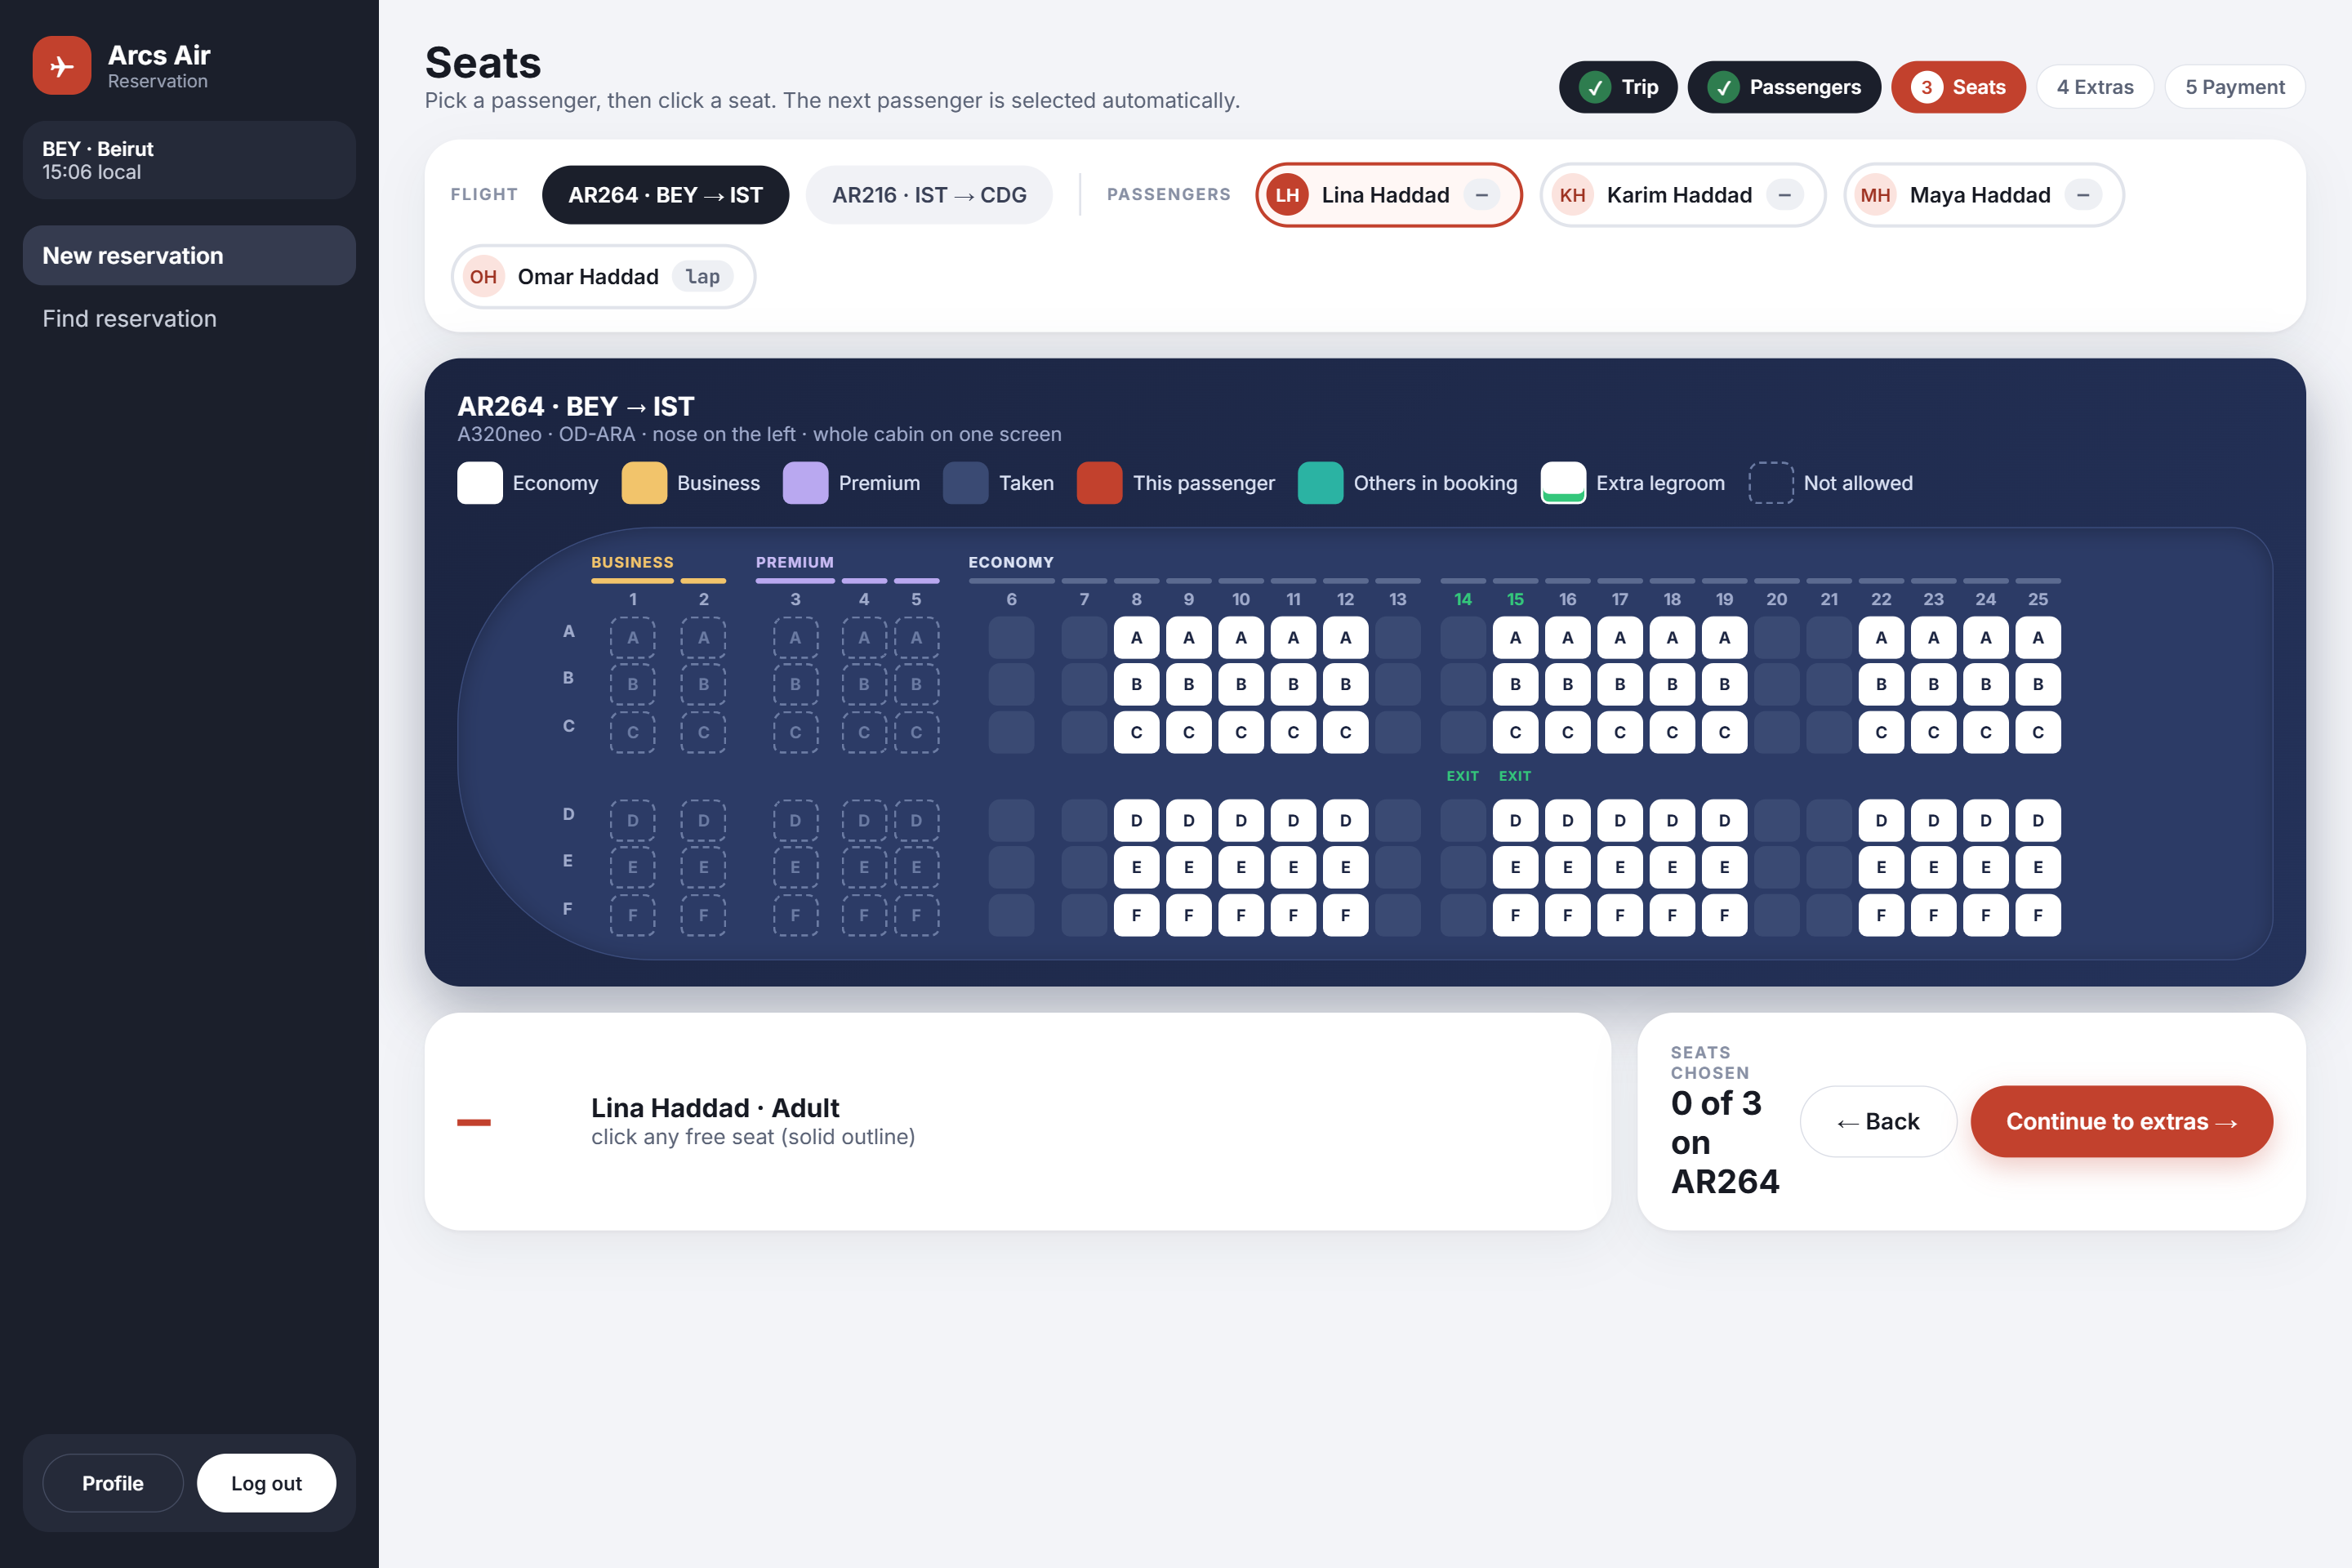 Arcs Air
Reservation
BEY · Beirut
15:06 local
New reservation
Find reservation
Profile
Log out
Seats
Pick a passenger, then click a seat. The next passenger is selected automatically.
✓ Trip
✓ Passengers
3 Seats
4 Extras
5 Payment
FLIGHT
AR264 · BEY → IST
AR216 · IST → CDG
PASSENGERS
LH Lina Haddad –
KH Karim Haddad –
MH Maya Haddad –
OH Omar Haddad lap
AR264 · BEY → IST
A320neo · OD-ARA · nose on the left · whole cabin on one screen
Economy
Business
Premium
Taken
This passenger
Others in booking
Extra legroom
Not allowed
BUSINESS PREMIUM ECONOMY
1 2 3 4 5 6 7 8 9 10 11 12 13 14 15 16 17 18 19 20 21 22 23 24 25
A A A A A A A A A A A A A A A A A A A A
B B B B B B B B B B B B B B B B B B B B
C C C C C C C C C C C C C C C C C C C C
EXIT EXIT
D D D D D D D D D D D D D D D D D D D D
E E E E E E E E E E E E E E E E E E E E
F F F F F F F F F F F F F F F F F F F F
–
Lina Haddad · Adult
click any free seat (solid outline)
SEATS
CHOSEN
0 of 3
on
AR264
← Back
Continue to extras →